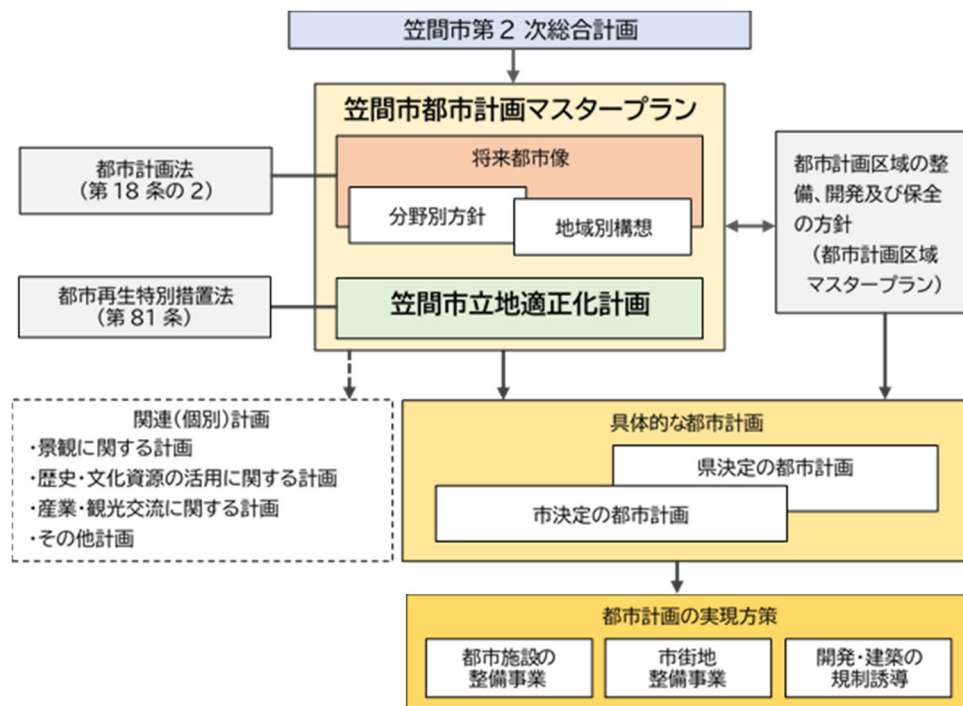 笠間市第２次総合計画
笠間市都市計画マスタープラン
将来都市像
分野別方針
地域別構想
都市計画法
（第18条の2）
都市再生特別措置法
（第81条）
笠間市立地適正化計画
都市計画区域の整
備、開発及び保全
の方針
（都市計画区域
マスタープラン）
関連（個別）計画
・景観に関する計画
・歴史・文化資源の活用に関する計画
・産業・観光交流に関する計画
・その他計画
具体的な都市計画
県決定の都市計画
市決定の都市計画
都市計画の実現方策
都市施設の
整備事業
市街地
整備事業
開発・建築の
規制誘導